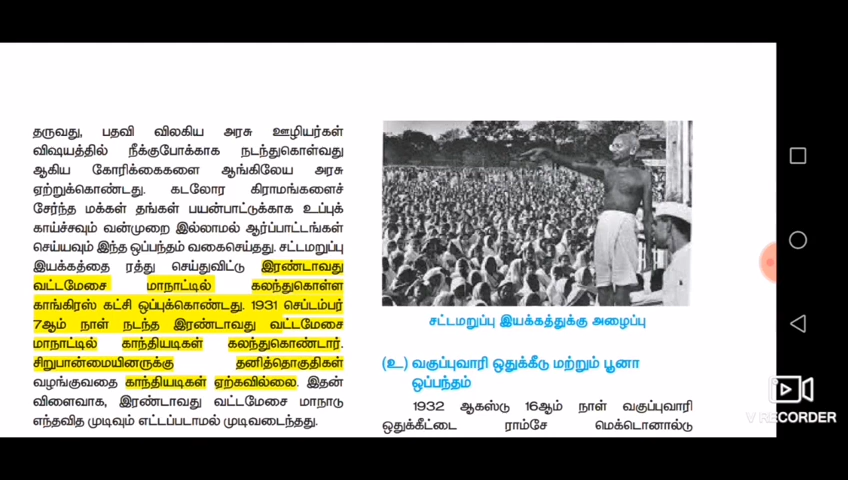 தருவது, பதவி விலகிய அரசு ஊழியர்கள்
விஷயத்தில் நீக்குபோக்காக நடந்துகொள்வது
ஆகிய கோரிக்கைகளை ஆங்கிலேய அரசு
ஏற்றுக்கொண்டது. கடலோர கிராமங்களைச்
சேர்ந்த மக்கள் தங்கள் பயன்பாட்டுக்காக உப்புக்
காய்ச்சவும் வன்முறை இல்லாமல் ஆர்ப்பாட்டங்கள்
செய்யவும் இந்த ஒப்பந்தம் வகைசெய்தது. சட்டமறுப்பு
இயக்கத்தை ரத்து செய்துவிட்டு இரண்டாவது
வட்டமேசை மாநாட்டில் கலந்துகொள்ள
காங்கிரஸ் கட்சி ஒப்புக்கொண்டது. 1931 செப்டம்பர்
7ஆம் நாள் நடந்த இரண்டாவது வட்டமேசை
மாநாட்டில் காந்தியடிகள் கலந்துகொண்டார்.
சிறுபான்மையினருக்கு தனித்தொகுதிகள்
வழங்குவதை காந்தியடிகள் ஏற்கவில்லை. இதன்
விளைவாக, இரண்டாவது வட்டமேசை மாநாடு
எந்தவித முடிவும் எட்டப்படாமல் முடிவடைந்தது.
சட்டமறுப்பு இயக்கத்துக்கு அழைப்பு
(உ) வகுப்புவாரி ஒதுக்கீடு மற்றும் பூனா
ஒப்பந்தம்
1932 ஆகஸ்டு 16ஆம் நாள் வகுப்புவாரி
ஒதுக்கீட்டை ராம்சே மெக்டொனால்டு
V RECORDER